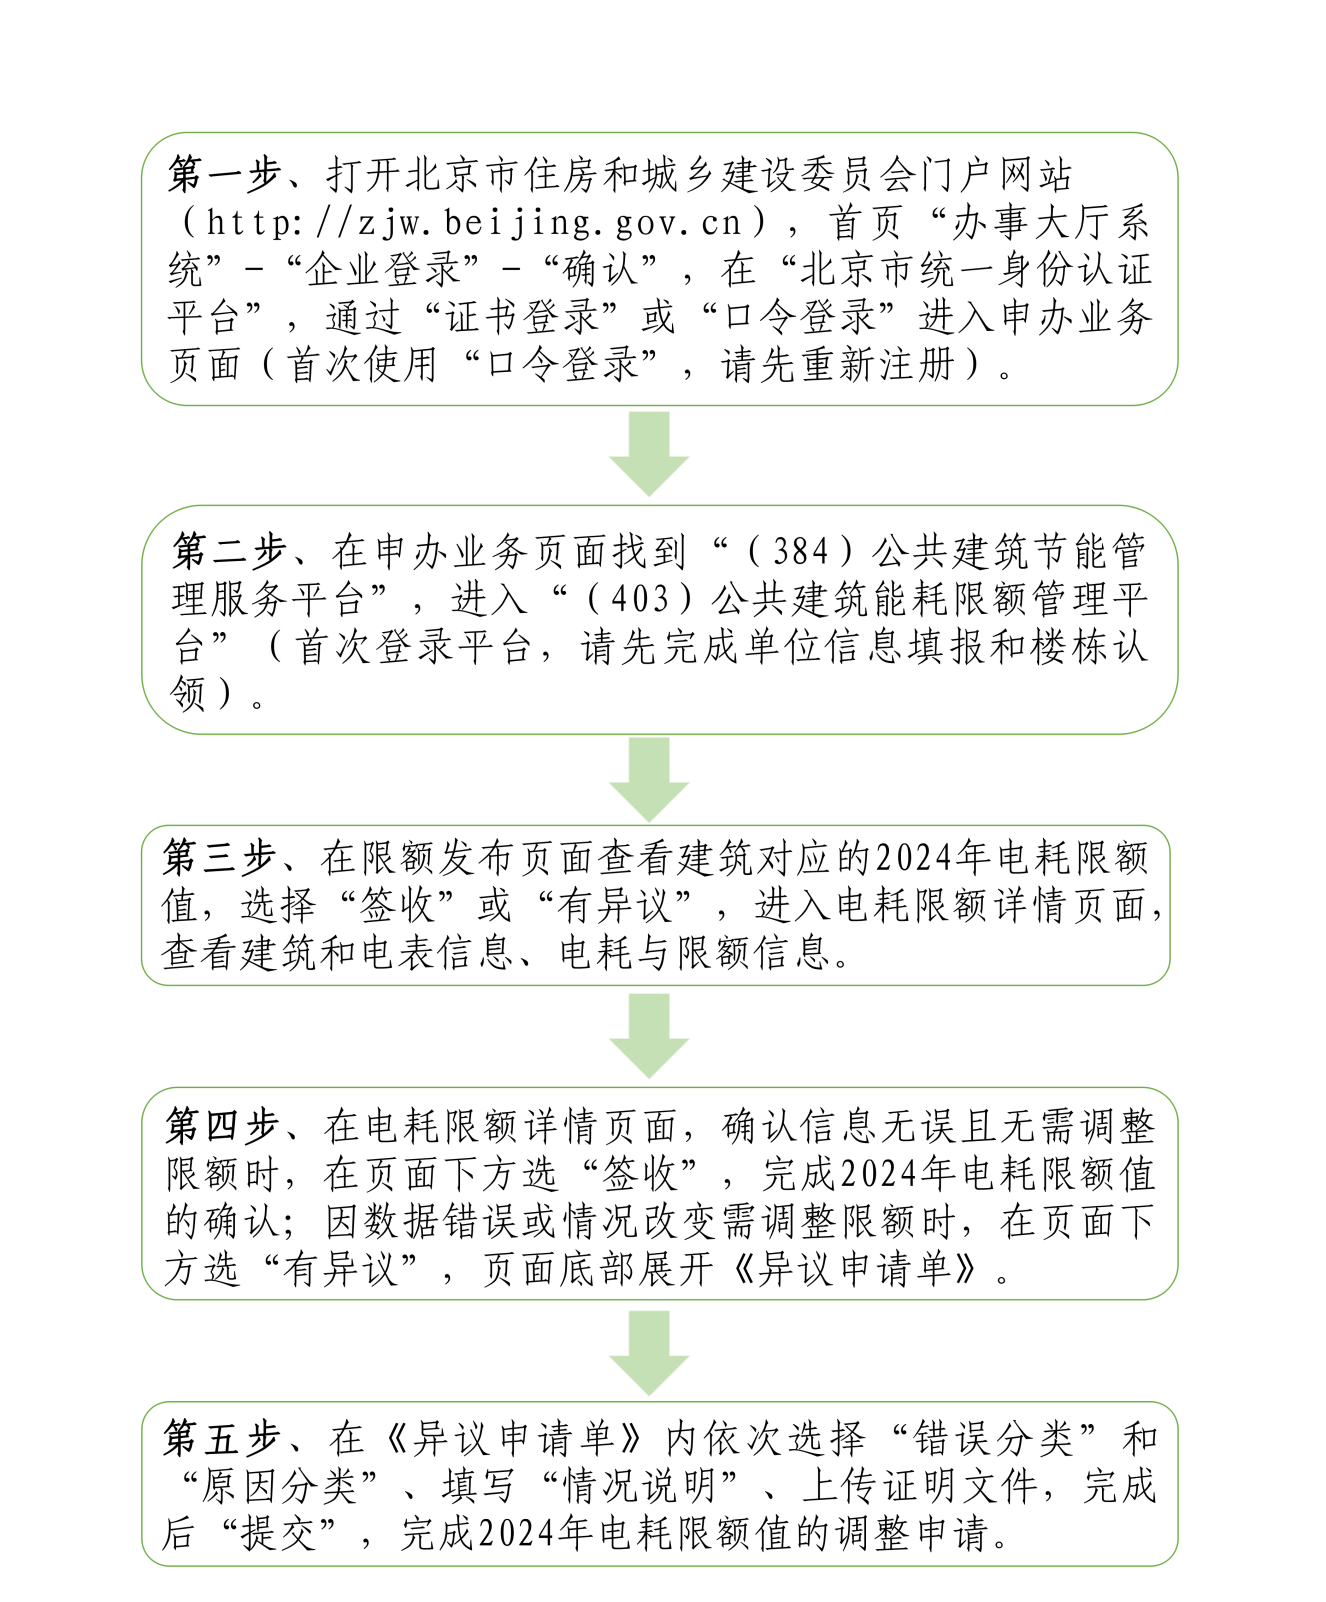 第一步、打开北京市住房和城乡建设委员会门户网站
（http://zjw.beijing.gov.cn），首页“办事大厅系
统”-“企业登录”-“确认”，在“北京市统一身份认证
平台”，通过“证书登录”或“口令登录”进入申办业务
页面（首次使用“口令登录”，请先重新注册）。
第二步、在申办业务页面找到“（384）公共建筑节能管
理服务平台”，进入“（403）公共建筑能耗限额管理平
台”（首次登录平台，请先完成单位信息填报和楼栋认
领）。
第三步、在限额发布页面查看建筑对应的2024年电耗限额
值，选择“签收”或“有异议”，进入电耗限额详情页面，
查看建筑和电表信息、电耗与限额信息。
第四步、在电耗限额详情页面，确认信息无误且无需调整
限额时，在页面下方选“签收”，完成2024年电耗限额值
的确认；因数据错误或情况改变需调整限额时，在页面下
方选“有异议”，页面底部展开《异议申请单》。
第五步、在《异议申请单》内依次选择“错误分类”和
“原因分类”、填写“情况说明”、上传证明文件，完成
后“提交”，完成2024年电耗限额值的调整申请。